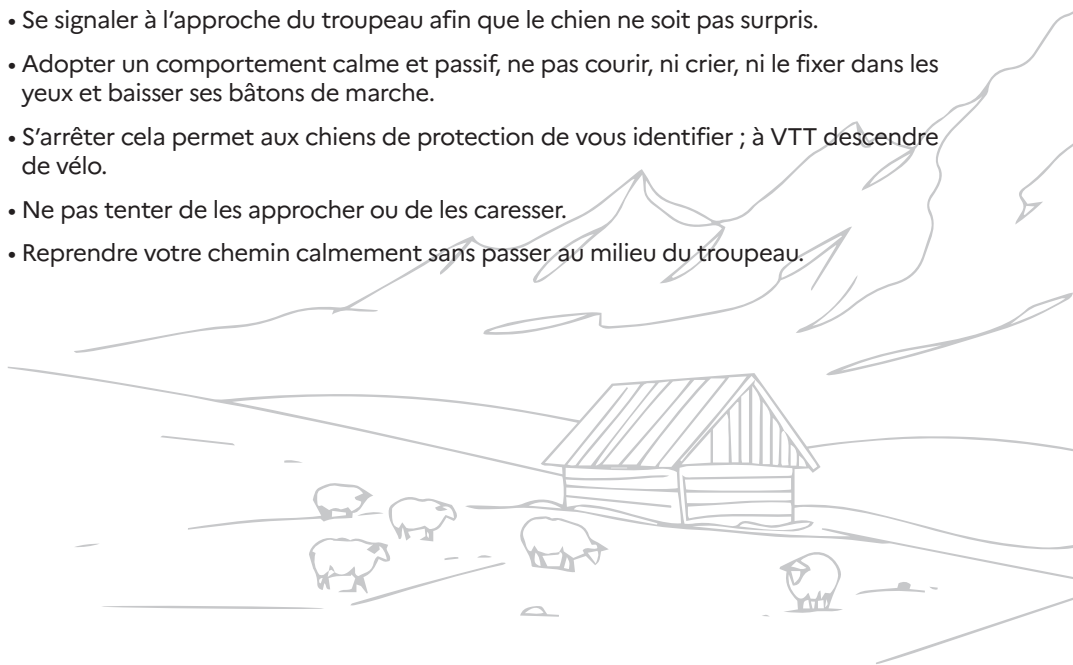 • Se signaler à l’approche du troupeau afin que le chien ne soit pas surpris.
• Adopter un comportement calme et passif, ne pas courir, ni crier, ni le fixer dans les
yeux et baisser ses bâtons de marche.
• S’arrêter cela permet aux chiens de protection de vous identifier ; à VTT descendre
de vélo.
• Ne pas tenter de les approcher ou de les caresser.
• Reprendre votre chemin calmement sans passer au milieu du troupeau.